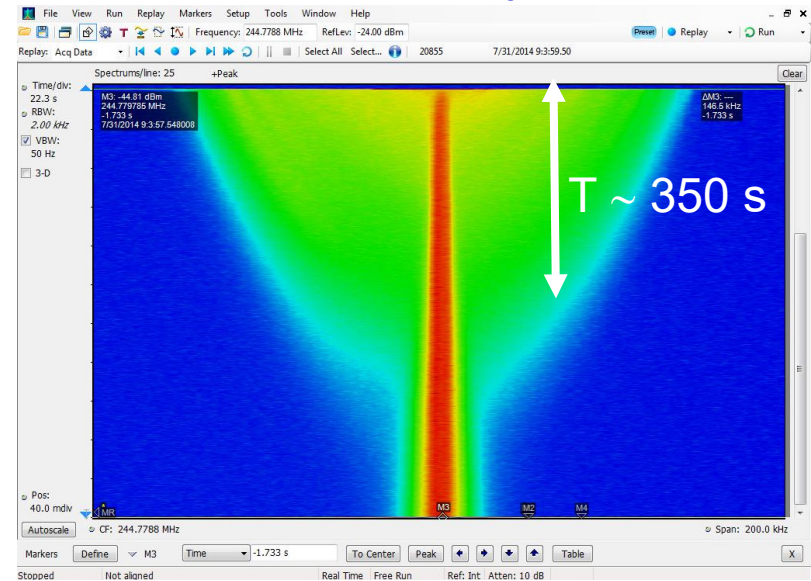 File View Run Replay Markers Setup Tools Window Help
Frequency: 244.7788 MHz RefLev: -24.00 dBm Preset Replay Run
Replay: Acq Data Select All Select... 20855 7/31/2014 9:3:59.50
Spectrums/line: 25 +Peak Clear
Time/div:
22.3 s
RBW:
2.00 kHz
VBW:
50 Hz
3-D
M3: -44.81 dBm
244.779785 MHz
-1.733 s
7/31/2014 9:3:57.548008
ΔM3: ---
146.5 kHz
-1.733 s
T ~ 350 s
Pos:
40.0 mdiv
MR M3 M2 M4
Autoscale CF: 244.7788 MHz Span: 200.0 kHz
Markers Define M3 Time -1.733 s To Center Peak Table X
Stopped Not aligned Real Time Free Run Ref: Int Atten: 10 dB